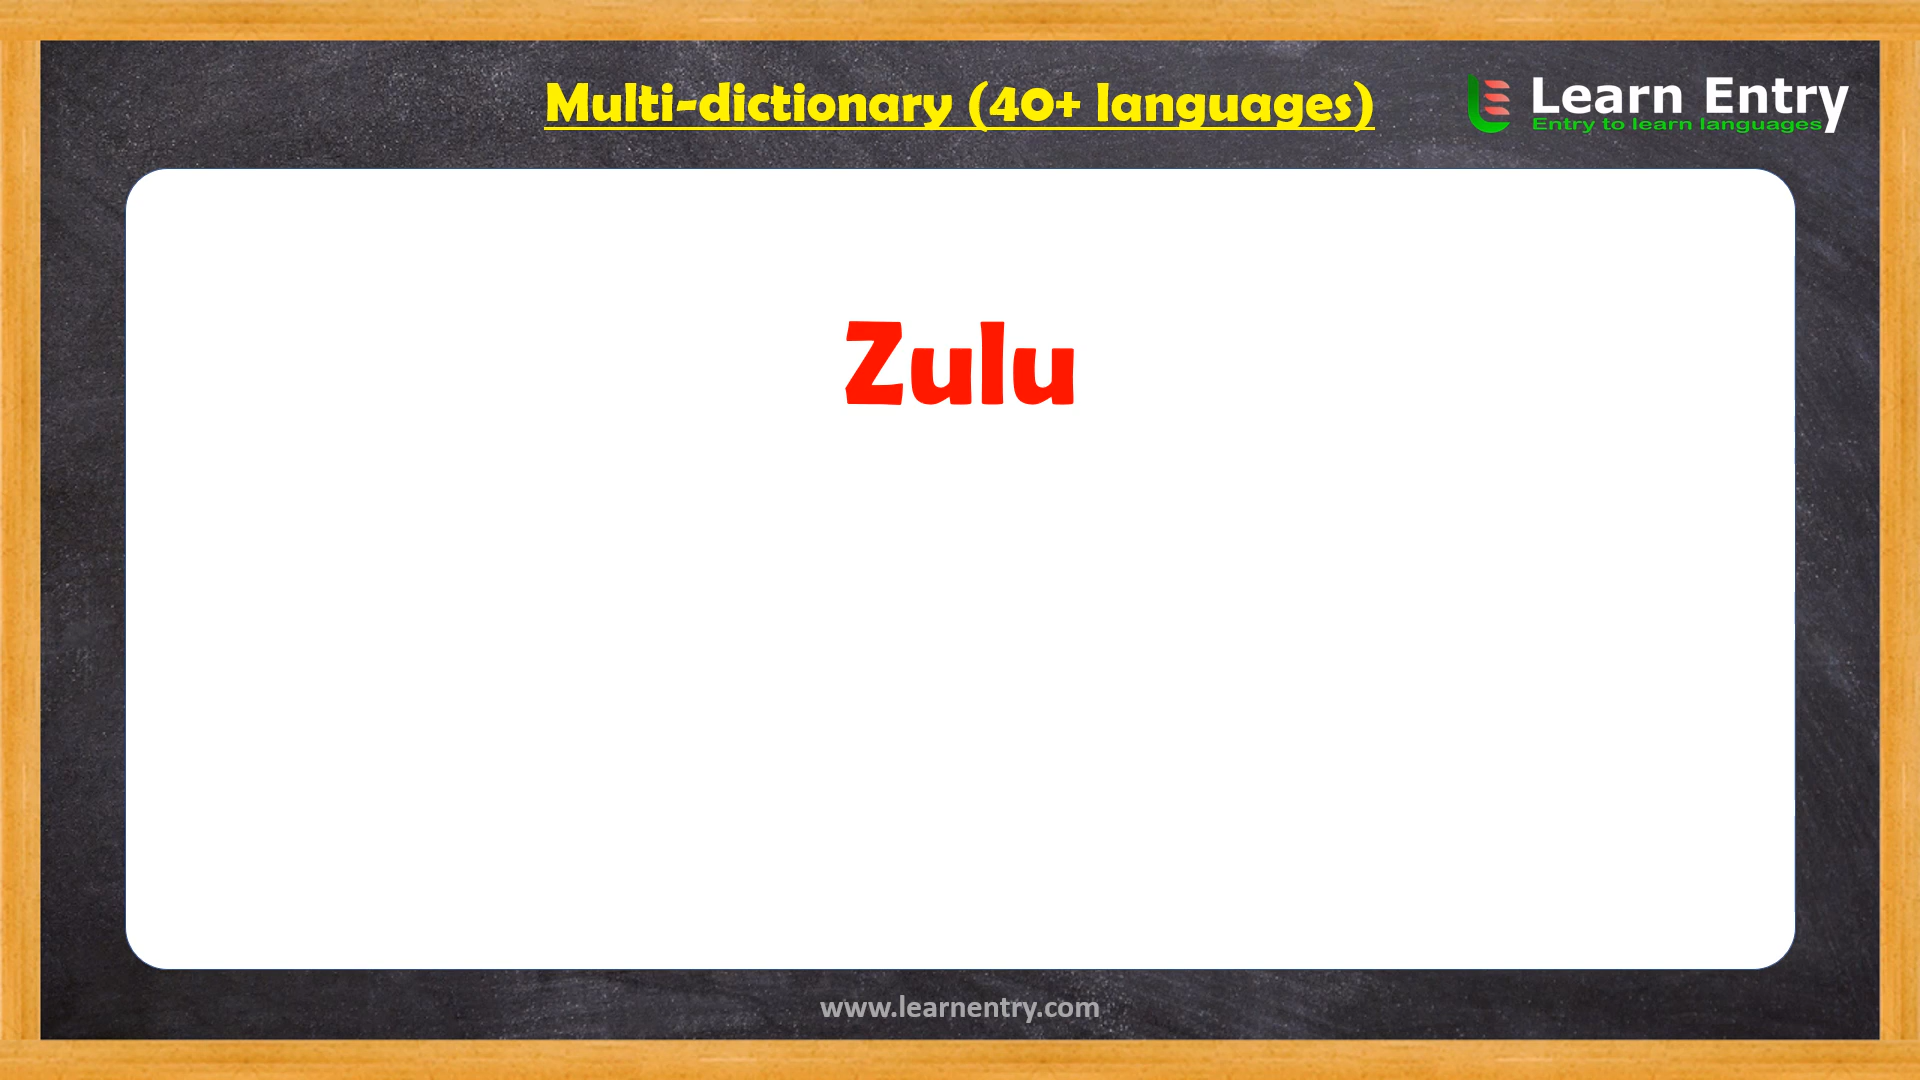 Multi-dictionary (40+ languages)
Learn Entry
Entry to learn languages
Zulu
www.learnentry.com